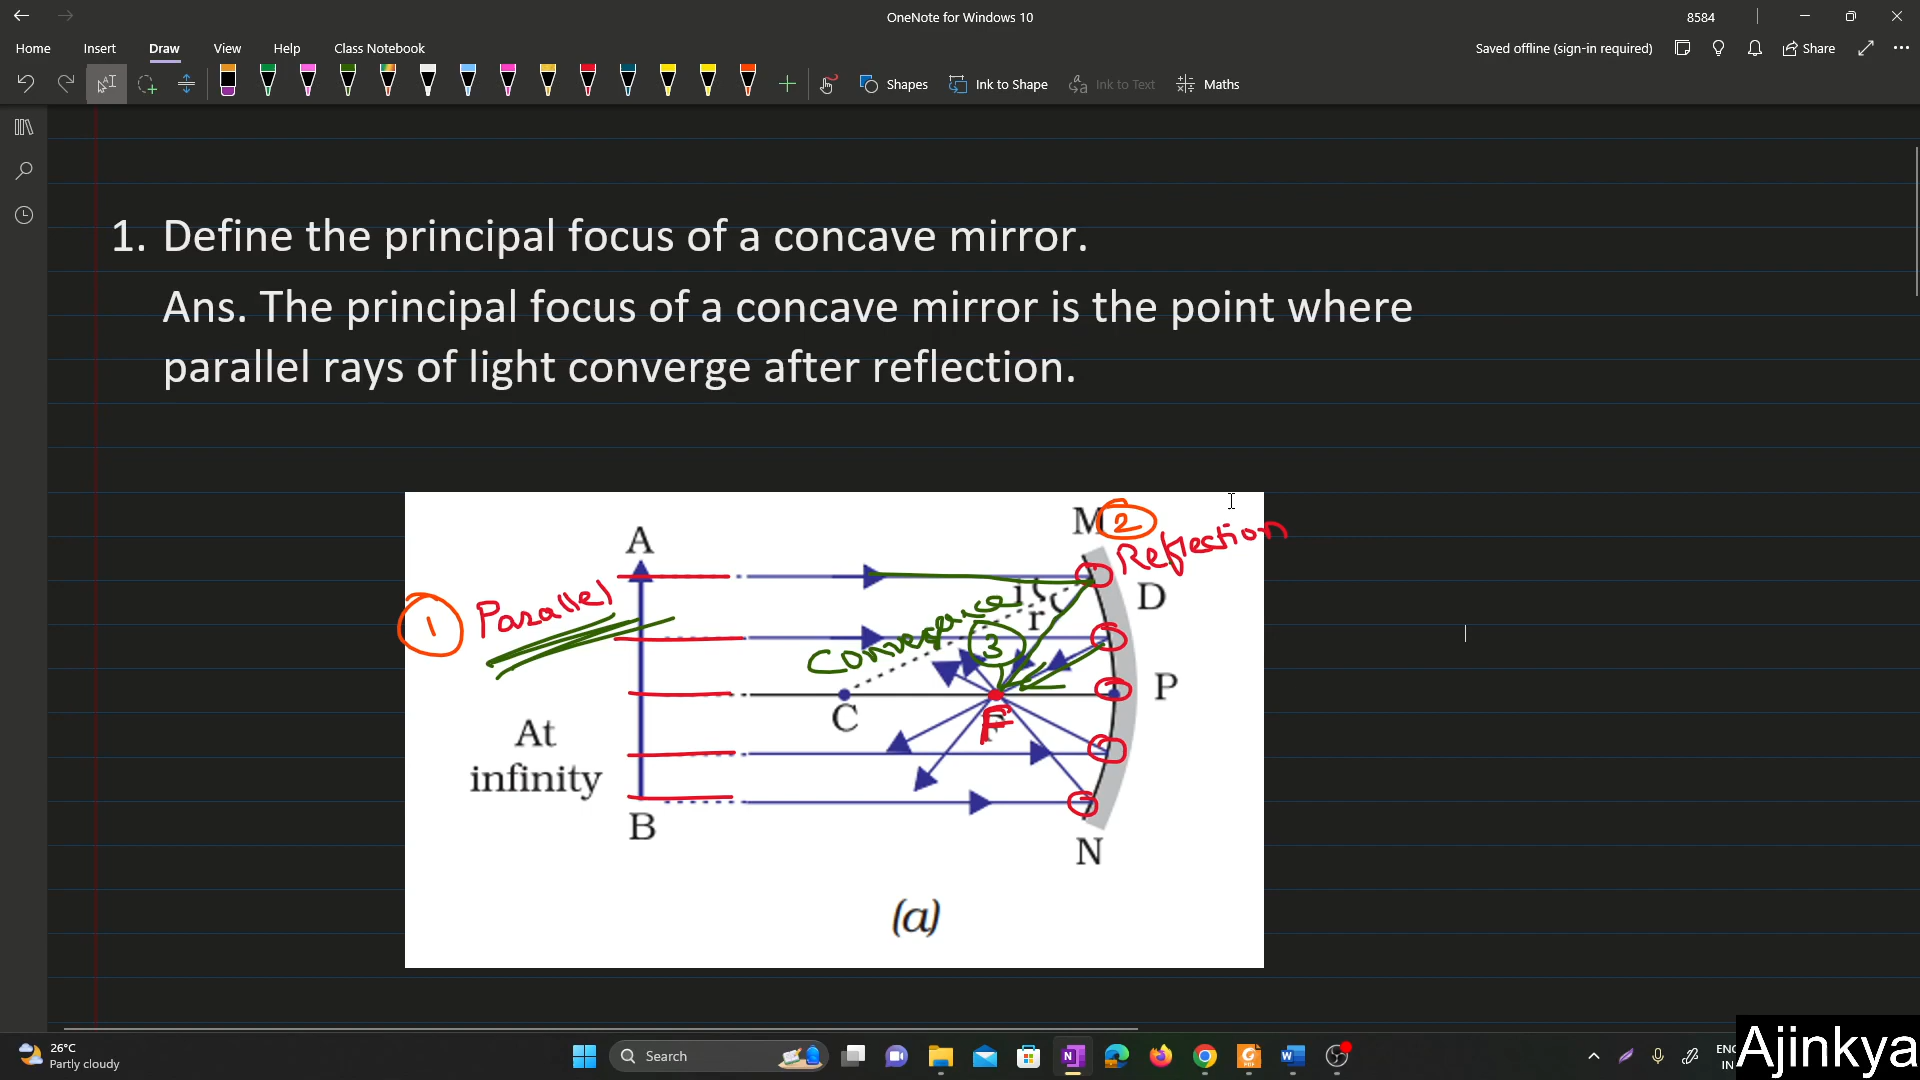 OneNote for Windows 10
8584
Home Insert Draw View Help Class Notebook
Saved offline (sign-in required) Share
Shapes Ink to Shape Ink to Text Maths
1. Define the principal focus of a concave mirror.
Ans. The principal focus of a concave mirror is the point where
parallel rays of light converge after reflection.
M 2
Reflection
A
D
i
1 Parallel
r
Convergence 3
P
C
F
At
infinity
B
N
(a)
26°C
Partly cloudy
Search
ENG
IN
Ajinkya